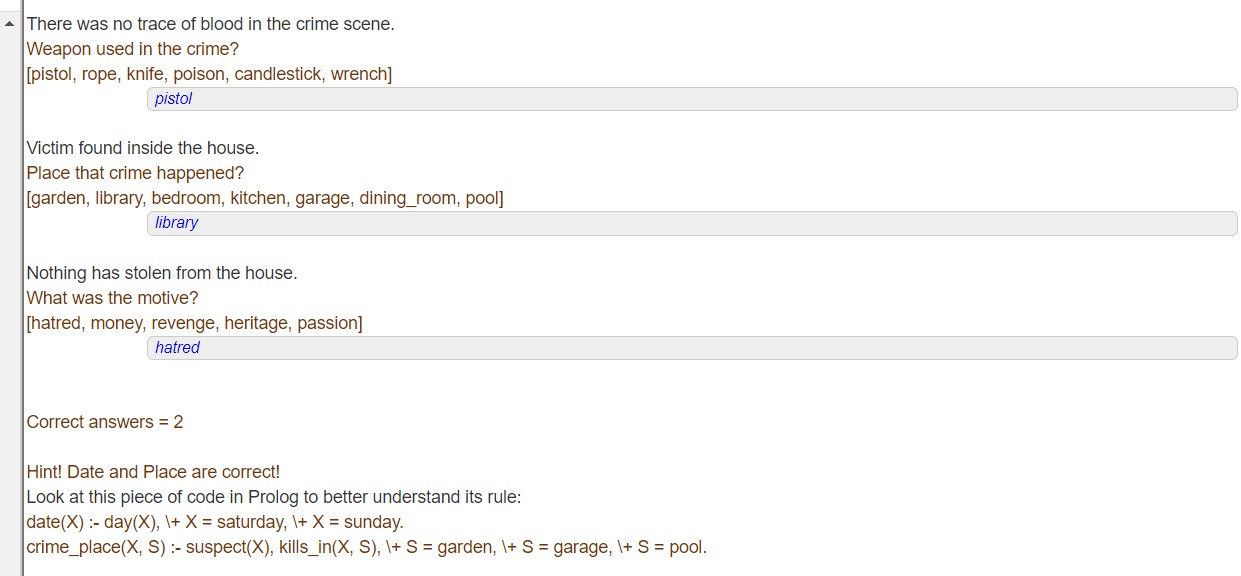 There was no trace of blood in the crime scene.
Weapon used in the crime?
[pistol, rope, knife, poison, candlestick, wrench]
pistol
Victim found inside the house.
Place that crime happened?
[garden, library, bedroom, kitchen, garage, dining_room, pool]
library
Nothing has stolen from the house.
What was the motive?
[hatred, money, revenge, heritage, passion]
hatred
Correct answers = 2
Hint! Date and Place are correct!
Look at this piece of code in Prolog to better understand its rule:
date(X) :- day(X), \+ X = saturday, \+ X = sunday.
crime_place(X, S) :- suspect(X), kills_in(X, S), \+ S = garden, \+ S = garage, \+ S = pool.